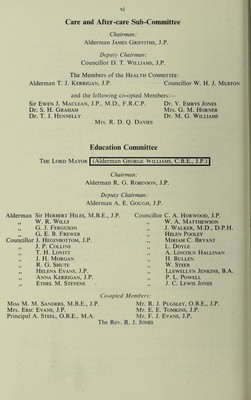 vi
Care and After-care Sub-Committee
Chairman:
Alderman JAMES GRIFFITHS, J.P.
Deputy Chairman:
Councillor D. T. WILLIAMS, J.P.
The Members of the HEALTH COMMITTEE:
Alderman T. J. KERRIGAN, J.P. Councillor W. H. J. MUSTON
and the following co-opted Members:—
Sir EWEN J. MACLEAN, J.P., M.D., F.R.C.P. Dr. V. EMRYS JONES
Dr. S. H. GRAHAM Mrs. G. M. HORNER
Dr. T. J. HENNELLY Dr. M. G. WILLIAMS
Mrs. R. D. Q. DAVIES
Education Committee
THE LORD MAYOR (Alderman GEORGE WILLIAMS, C.B.E., J.P.)
Chairman:
Alderman R. G. ROBINSON, J.P.
Deputy Chairman:
Alderman A. E. GOUGH, J.P.
Alderman Sir HERBERT HILES, M.B.E., J.P. Councillor C. A. HORWOOD, J.P.
„ W. R. WILLS „ W. A. MATTHEWSON
„ G. J. FERGUSON „ J. WALKER, M.D., D.P.H.
„ G. E. B. FREWER „ HELEN POOLEY
Councillor J. HIGGINBOTTOM, J.P. „ MIRIAM C. BRYANT
„ J. P. COLLINS „ L. DOYLE
„ T. H. LOVITT „ A. LINCOLN HALLINAN
„ J. H. MORGAN „ H. BULLEN
„ R. G. SHUTE „ W. STEER
„ HELENA EVANS, J.P. „ LLEWELLYN JENKINS, B.A.
„ ANNA KERRIGAN, J.P. „ P. L. POWELL
„ ETHEL M. STEVENS „ J. C. LEWIS JONES
Co-opted Members:
Miss M. M. SANDERS, M.B.E., J.P. Mr. R. J. PUGSLEY, O.B.E., J.P.
Mrs. ERIC EVANS, J.P. Mr. E. E. TOMKINS, J.P.
Principal A. STEEL, O.B.E., M.A. Mr. F. J. EVANS, J.P.
The Rev. R. J. JONES